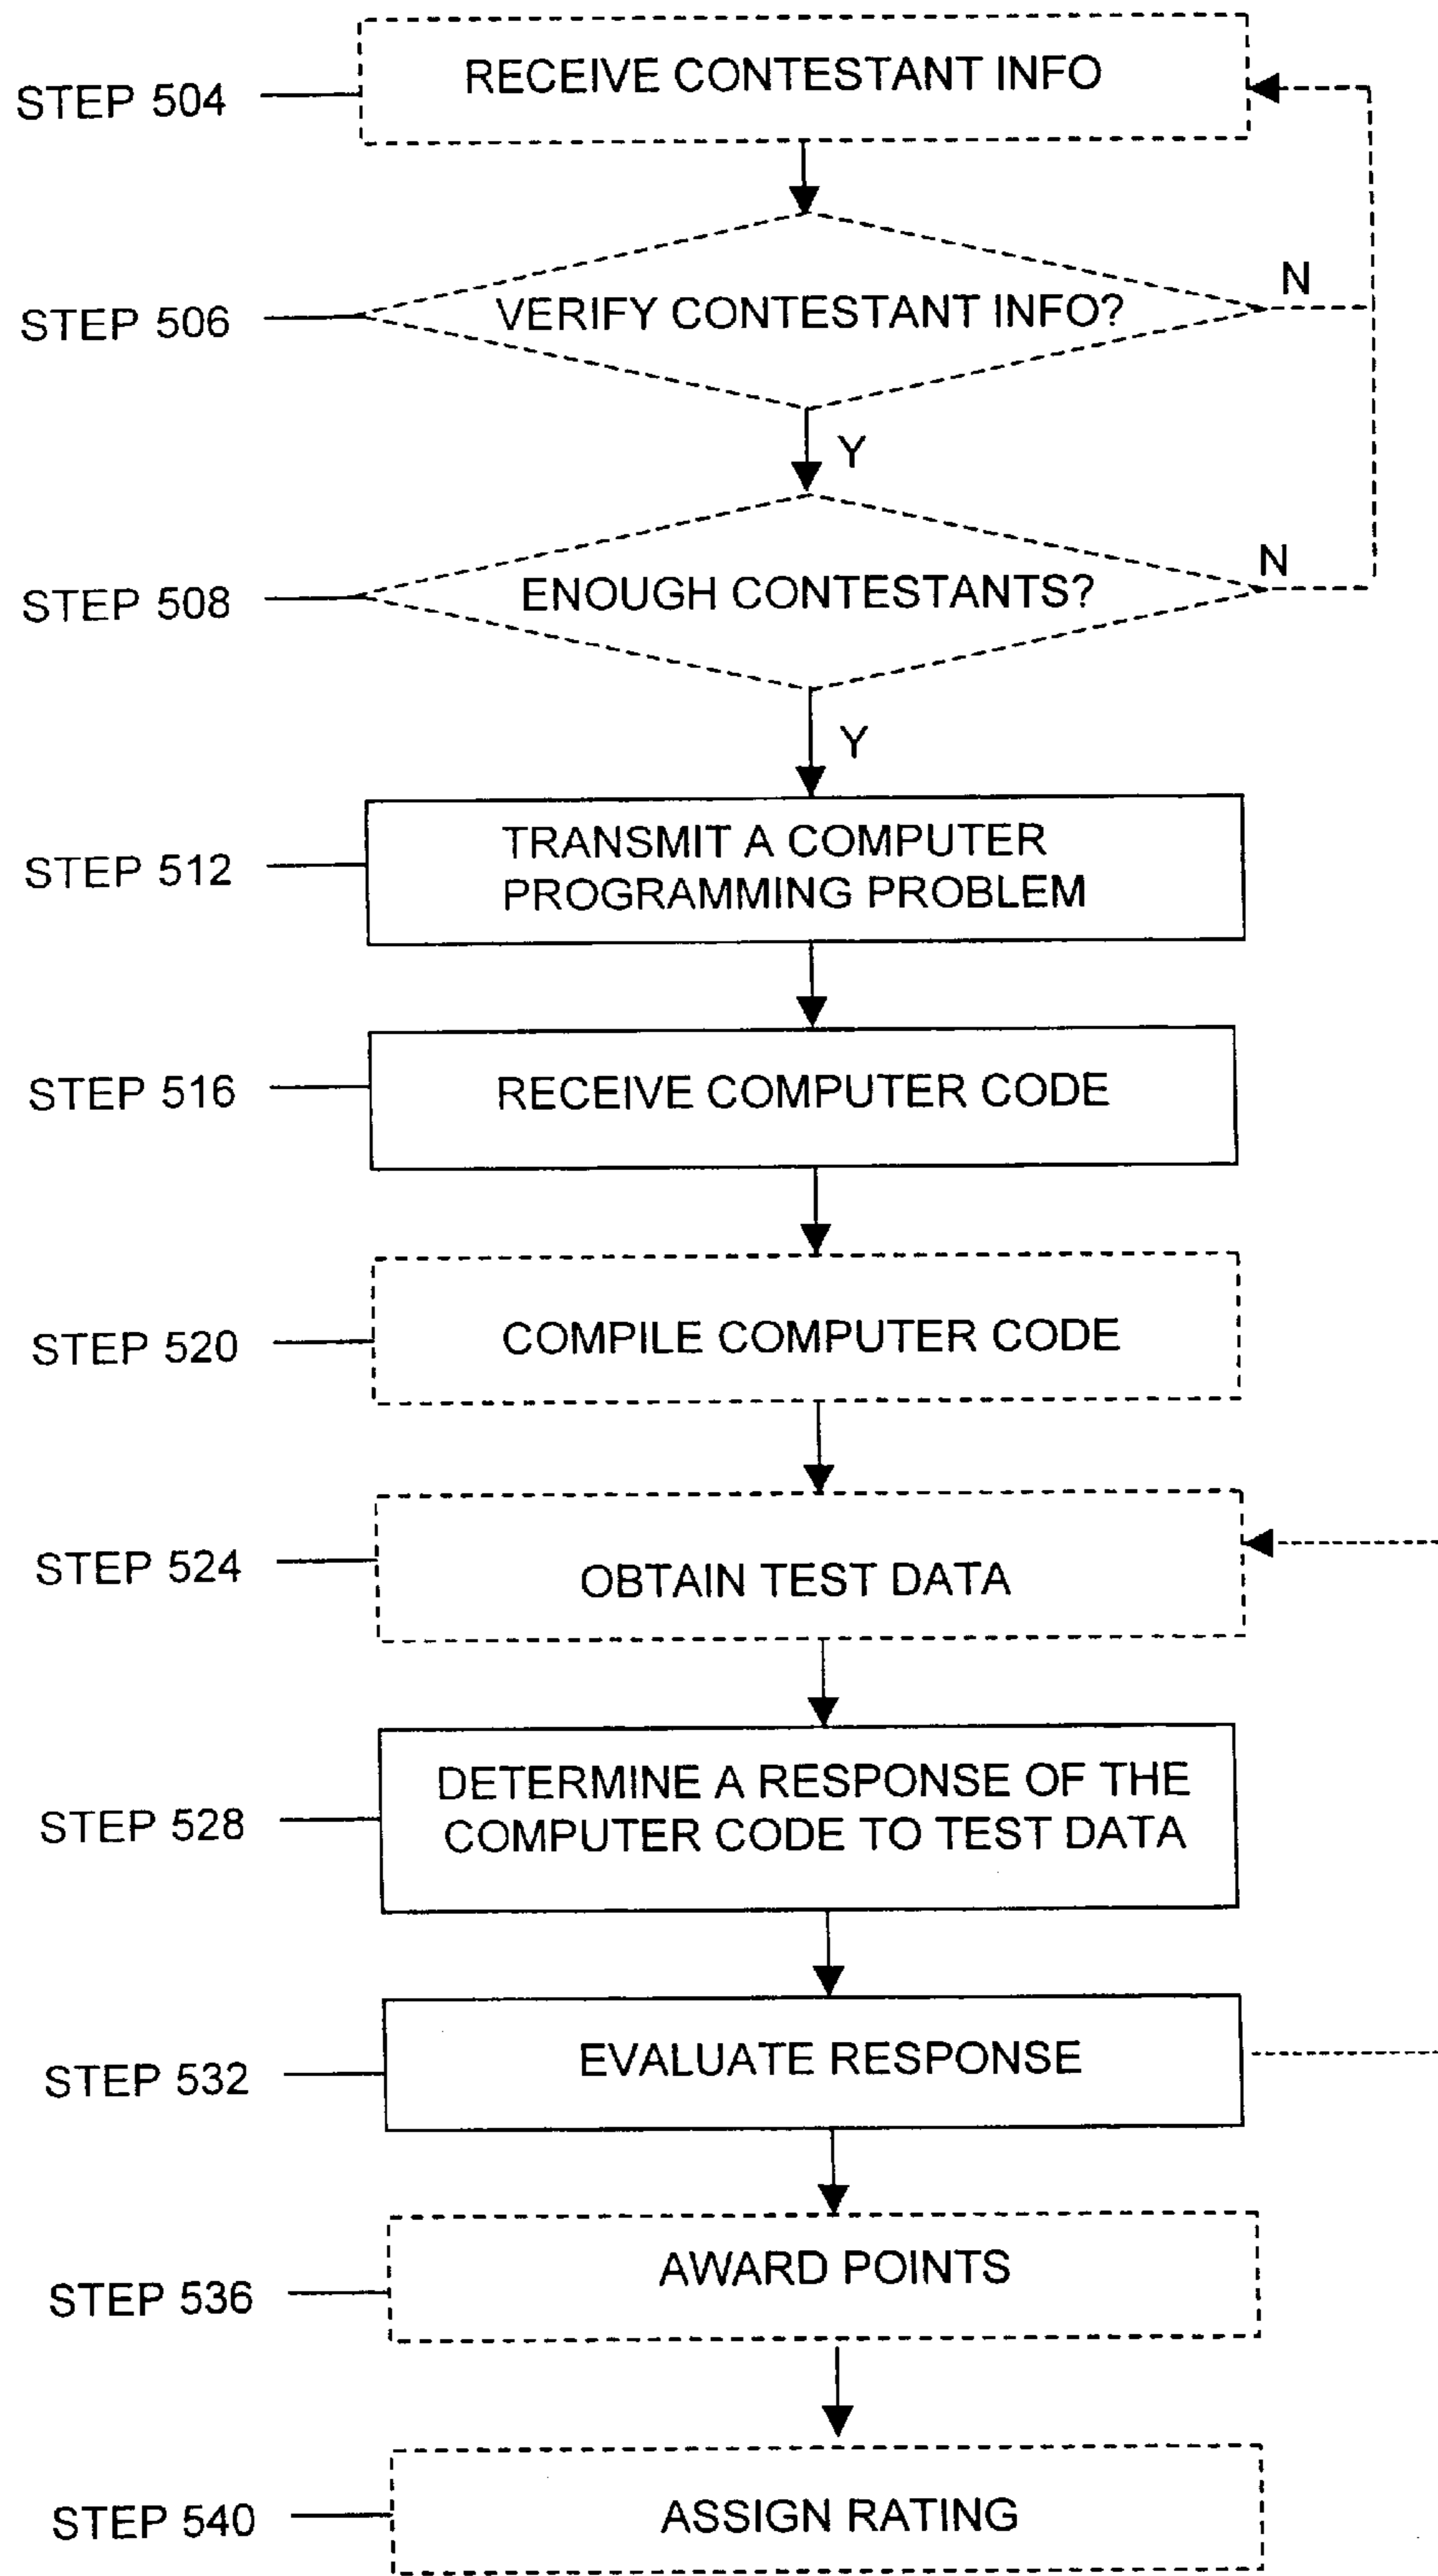 RECEIVE CONTESTANT INFO
STEP 504
N
VERIFY CONTESTANT INFO?
STEP 506
Y
N
ENOUGH CONTESTANTS?
STEP 508
Y
TRANSMIT A COMPUTER
PROGRAMMING PROBLEM
STEP 512
RECEIVE COMPUTER CODE
STEP 516
COMPILE COMPUTER CODE
STEP 520
OBTAIN TEST DATA
STEP 524
DETERMINE A RESPONSE OF THE
COMPUTER CODE TO TEST DATA
STEP 528
EVALUATE RESPONSE
STEP 532
AWARD POINTS
STEP 536
ASSIGN RATING
STEP 540